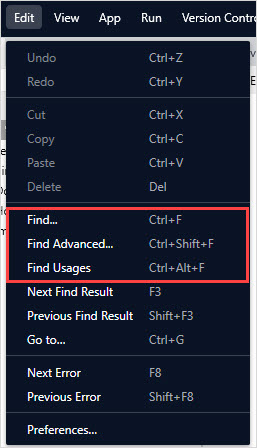 Edit View App Run Version Contro
Undo Ctrl+Z
Redo Ctrl+Y
Cut Ctrl+X
Copy Ctrl+C
Paste Ctrl+V
Delete Del
Find... Ctrl+F
Find Advanced... Ctrl+Shift+F
Find Usages Ctrl+Alt+F
Next Find Result F3
Previous Find Result Shift+F3
Go to... Ctrl+G
Next Error F8
Previous Error Shift+F8
Preferences...